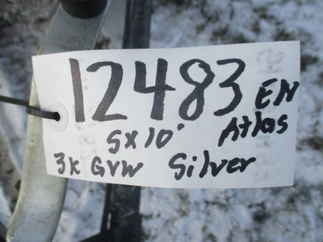 12483 EN
5x10' Atlas
3K GVW Silver